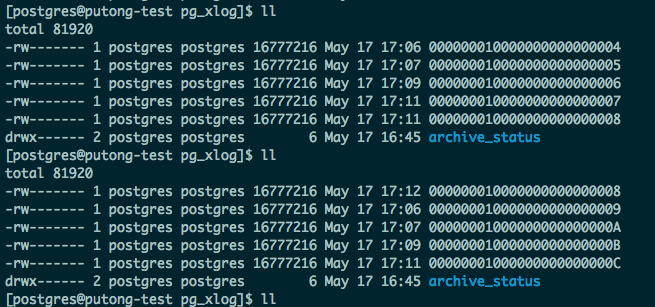 [postgres@putong-test pg_xlog]$ ll
total 81920
-rw------- 1 postgres postgres 16777216 May 17 17:06 000000010000000000000004
-rw------- 1 postgres postgres 16777216 May 17 17:07 000000010000000000000005
-rw------- 1 postgres postgres 16777216 May 17 17:09 000000010000000000000006
-rw------- 1 postgres postgres 16777216 May 17 17:11 000000010000000000000007
-rw------- 1 postgres postgres 16777216 May 17 17:11 000000010000000000000008
drwx------ 2 postgres postgres        6 May 17 16:45 archive_status
[postgres@putong-test pg_xlog]$ ll
total 81920
-rw------- 1 postgres postgres 16777216 May 17 17:12 000000010000000000000008
-rw------- 1 postgres postgres 16777216 May 17 17:06 000000010000000000000009
-rw------- 1 postgres postgres 16777216 May 17 17:07 00000001000000000000000A
-rw------- 1 postgres postgres 16777216 May 17 17:09 00000001000000000000000B
-rw------- 1 postgres postgres 16777216 May 17 17:11 00000001000000000000000C
drwx------ 2 postgres postgres        6 May 17 16:45 archive_status
[postgres@putong-test pg_xlog]$ ll